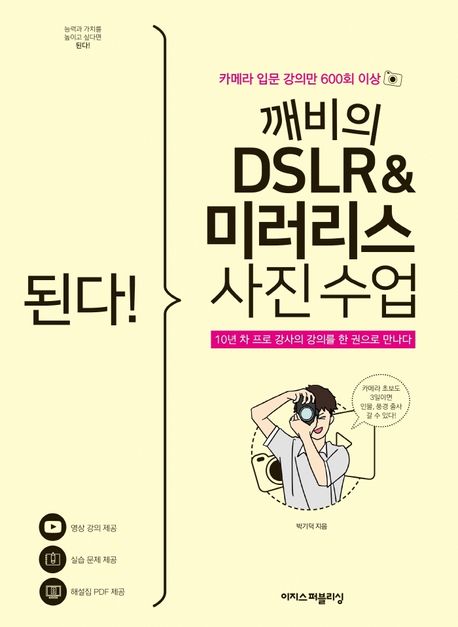 능력과 가치를
높이고 싶다면
된다!
카메라 입문 강의만 600회 이상
깨비의
DSLR &
미러리스
사진 수업
된다!
10년 차 프로 강사의 강의를 한 권으로 만나다
카메라 초보도
3일이면
인물, 풍경 출사
갈 수 있다!
박기덕 지음
영상 강의 제공
실습 문제 제공
해설집 PDF 제공
이지스 퍼블리싱